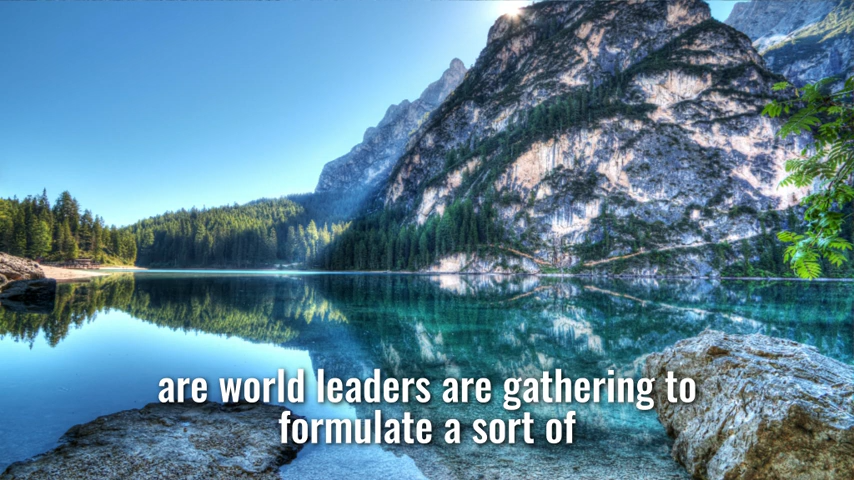 are world leaders are gathering to
formulate a sort of